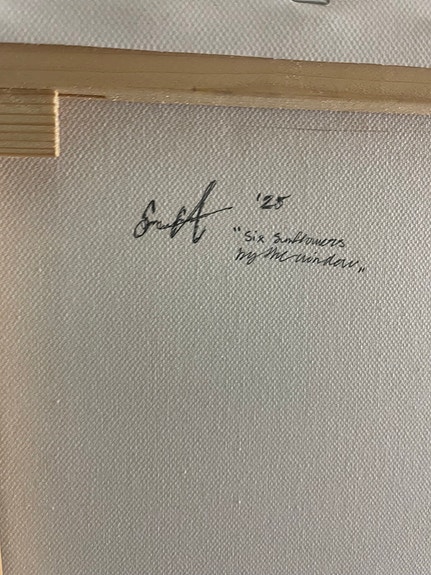 '25
"Six Sunflowers
by the window"